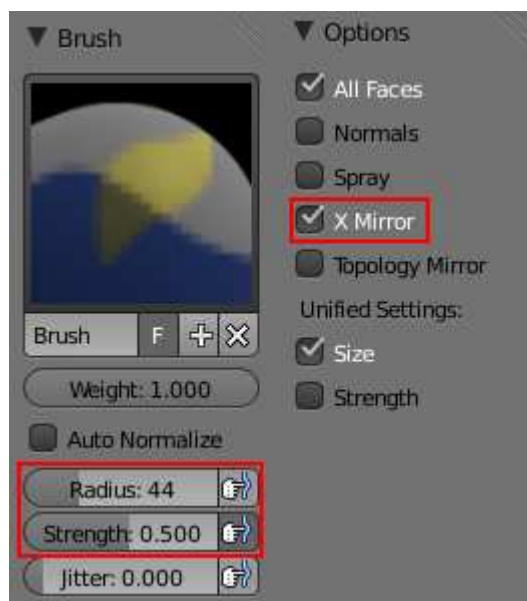 Brush
Brush
F
Weight: 1.000
Auto Normalize
Radius: 44
Strength: 0.500
Jitter: 0.000
Options
All Faces
Normals
Spray
X Mirror
Topology Mirror
Unified Settings:
Size
Strength